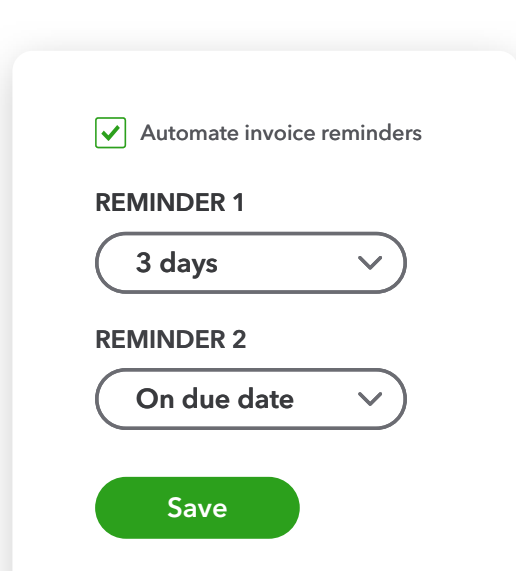 Automate invoice reminders
REMINDER 1
3 days
REMINDER 2
On due date
Save